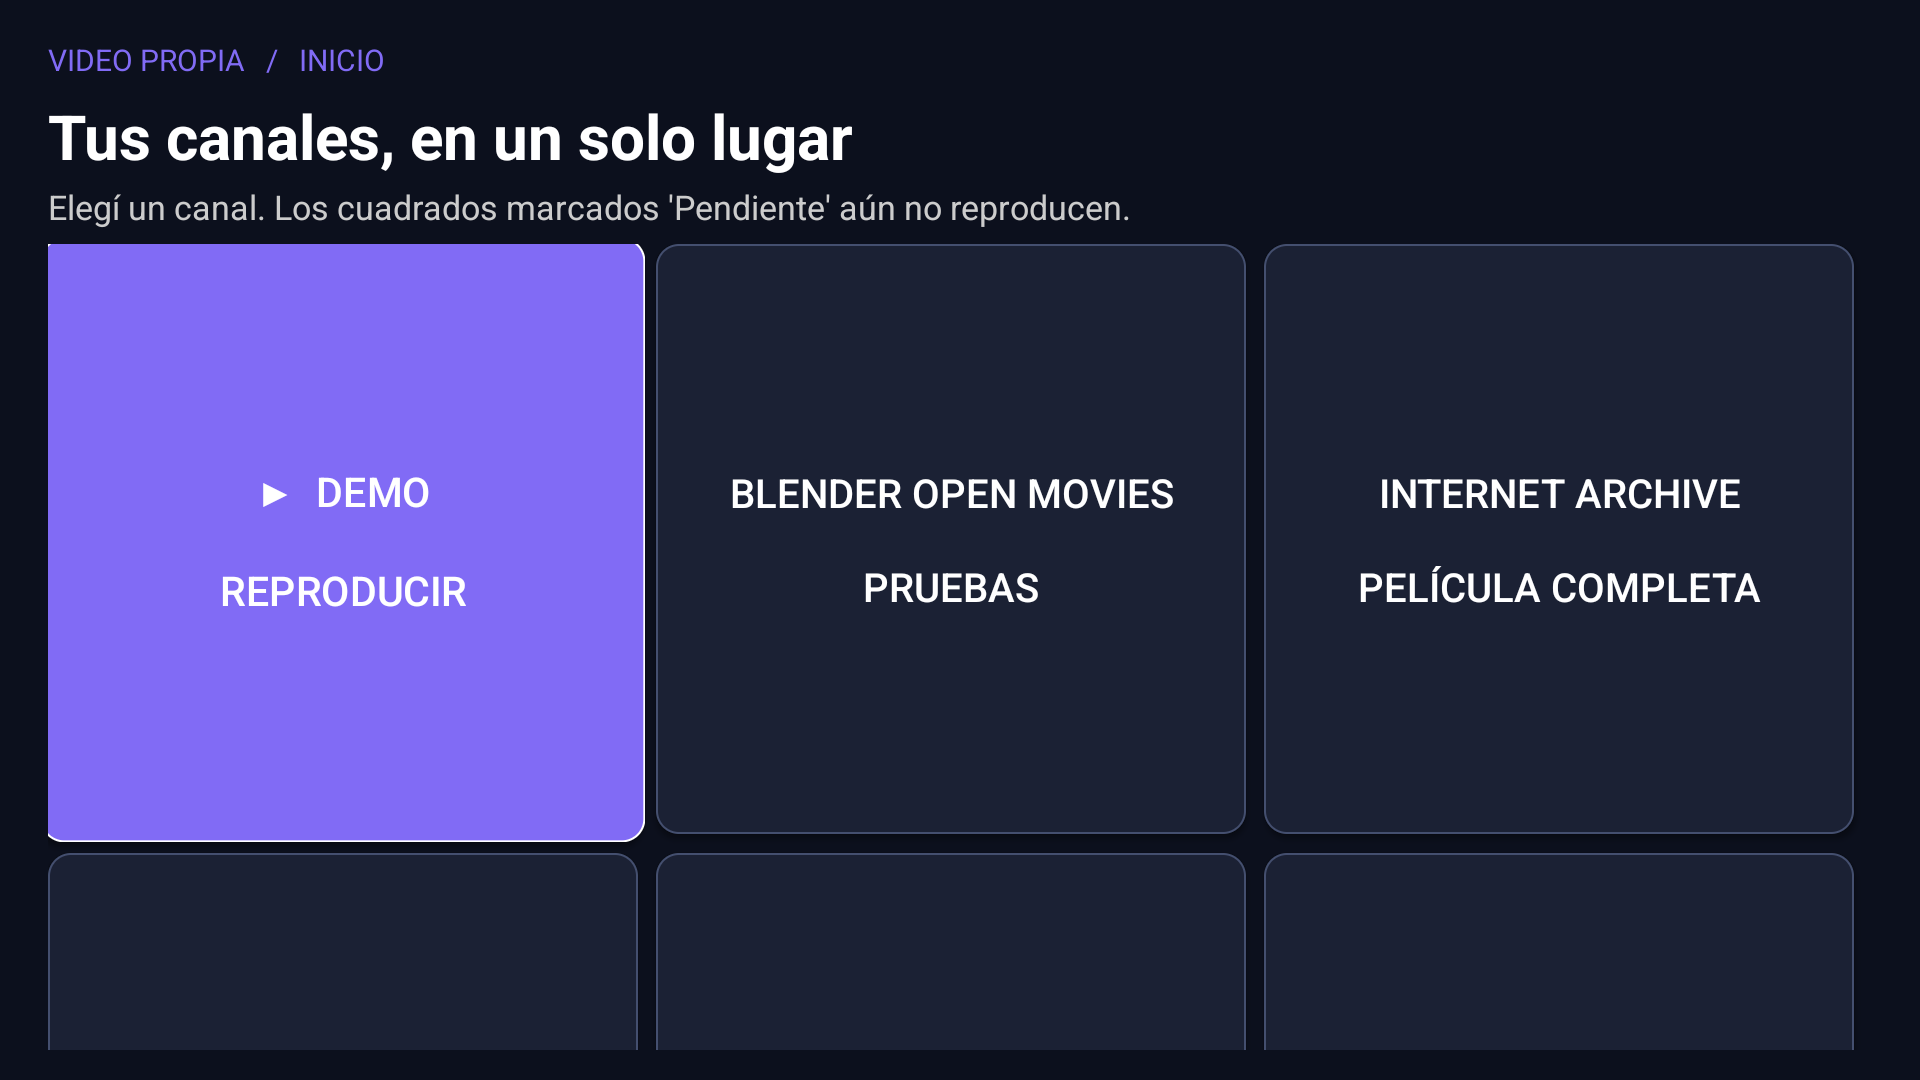 VIDEO PROPIA / INICIO
Tus canales, en un solo lugar
Elegí un canal. Los cuadrados marcados 'Pendiente' aún no reproducen.
► DEMO
REPRODUCIR
BLENDER OPEN MOVIES
PRUEBAS
INTERNET ARCHIVE
PELÍCULA COMPLETA